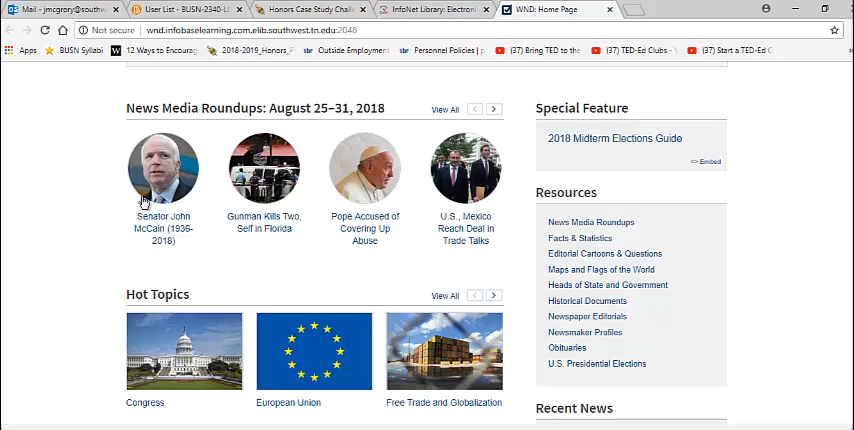 Mail - jmcgrory@southw
User List - BUSN-2340-L0
Honors Case Study Chall
InfoNet Library: Electroni
WND: Home Page
Not secure | wnd.infobaselearning.com.elib.southwest.tn.edu:2048
Apps
BUSN Syllabi
12 Ways to Encourag
2018-2019_Honors_F
Outside Employment
Personnel Policies | p
(37) Bring TED to the
(37) TED-Ed Clubs - Y
(37) Start a TED-Ed C
News Media Roundups: August 25–31, 2018
View All
Senator John
McCain (1936-
2018)
Gunman Kills Two,
Self in Florida
Pope Accused of
Covering Up
Abuse
U.S., Mexico
Reach Deal in
Trade Talks
Hot Topics
View All
Congress
European Union
Free Trade and Globalization
Special Feature
2018 Midterm Elections Guide
<> Embed
Resources
News Media Roundups
Facts & Statistics
Editorial Cartoons & Questions
Maps and Flags of the World
Heads of State and Government
Historical Documents
Newspaper Editorials
Newsmaker Profiles
Obituaries
U.S. Presidential Elections
Recent News